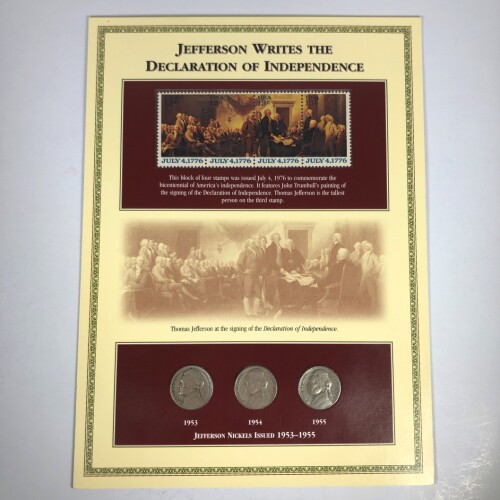 JEFFERSON WRITES THE
DECLARATION OF INDEPENDENCE
JULY 4,1776 JULY 4,1776 JULY 4,1776 JULY 4,1776
This block of four stamps was issued July 4, 1976 to commemorate the
bicentennial of America's independence. It features John Trumbull's painting of
the signing of the Declaration of Independence. Thomas Jefferson is the tallest
person on the third stamp.
Thomas Jefferson at the signing of the Declaration of Independence.
1953 1954 1955
JEFFERSON NICKELS ISSUED 1953–1955